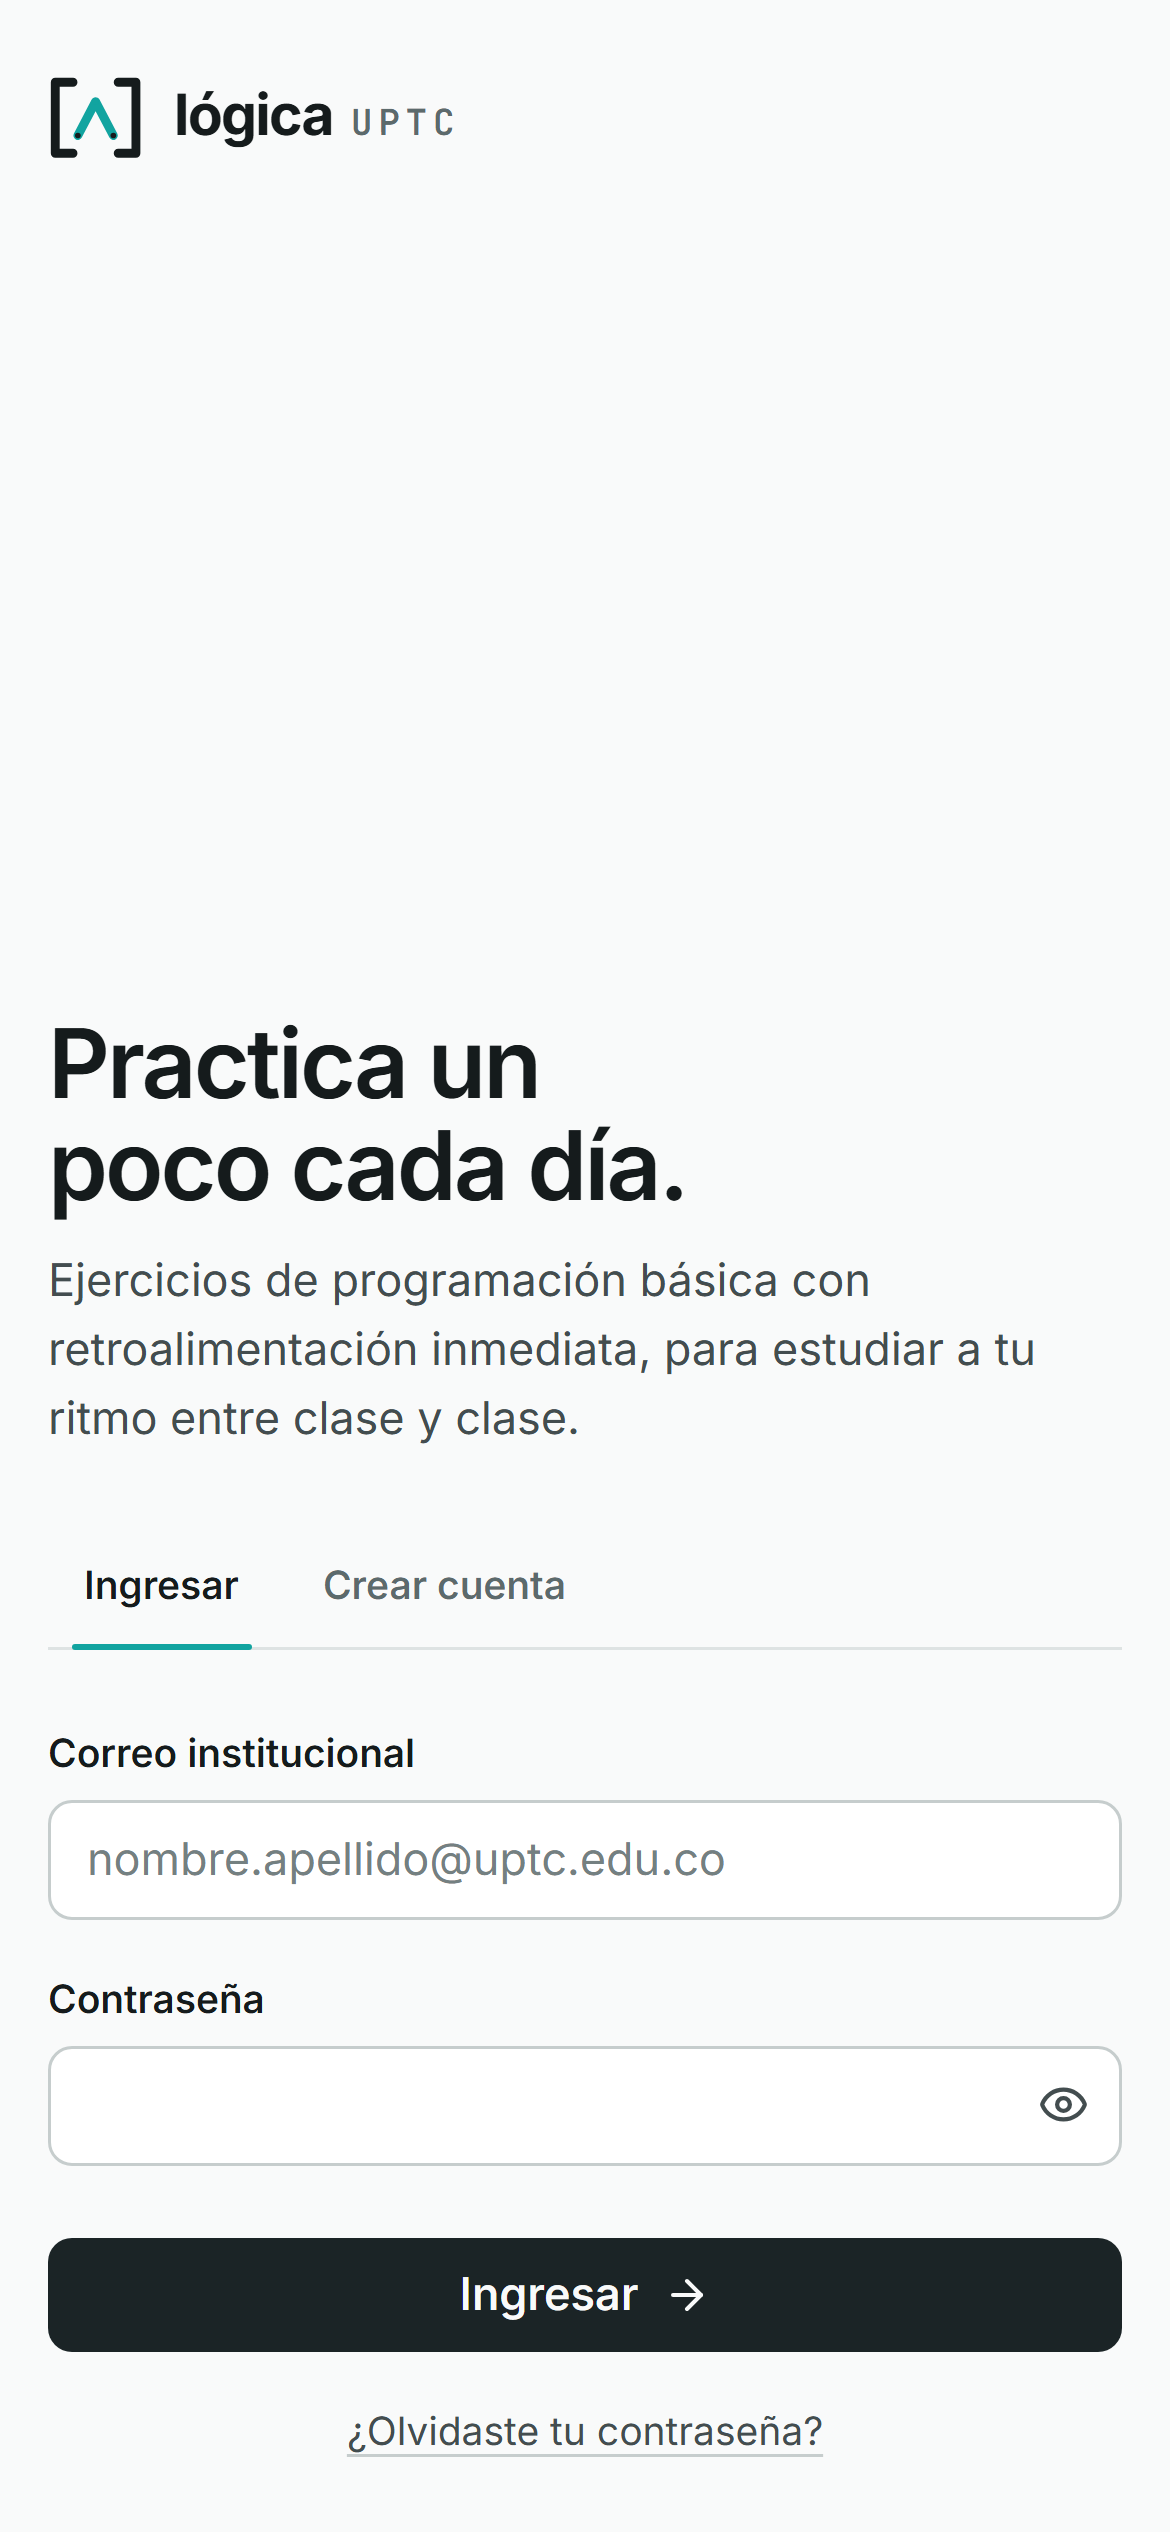 lógica UPTC
Practica un
poco cada día.
Ejercicios de programación básica con
retroalimentación inmediata, para estudiar a tu
ritmo entre clase y clase.
Ingresar Crear cuenta
Correo institucional
nombre.apellido@uptc.edu.co
Contraseña
Ingresar →
¿Olvidaste tu contraseña?